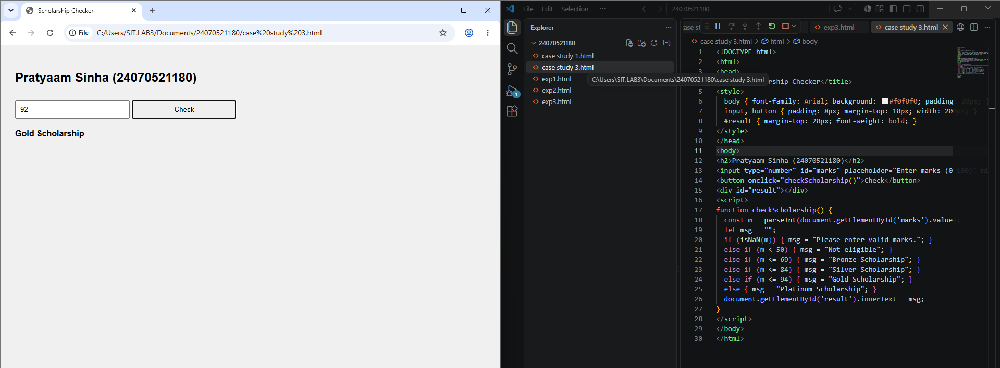 Scholarship Checker
File
C:/Users/SIT.LAB3/Documents/24070521180/case%20study%203.html
Pratyaam Sinha (24070521180)
92
Check
Gold Scholarship
File Edit Selection ···
24070521180
Explorer
24070521180
case study 1.html
case study 3.html
exp1.html
exp2.html
exp3.html
C:\Users\SIT.LAB3\Documents\24070521180\case study 3.html
1
case st
exp3.html
case study 3.html
case study 3.html > html > body
1 <!DOCTYPE html>
2 <html>
3 <head>
rship Checker</title>
5 <style>
6 body { font-family: Arial; background: #f0f0f0; padding: 20px; }
7 input, button { padding: 8px; margin-top: 10px; width: 200px; }
8 #result { margin-top: 20px; font-weight: bold; }
9 </style>
10 </head>
11 <body>
12 <h2>Pratyaam Sinha (24070521180)</h2>
13 <input type="number" id="marks" placeholder="Enter marks (0-100)" mi
14 <button onclick="checkScholarship()">Check</button>
15 <div id="result"></div>
16 <script>
17 function checkScholarship() {
18 const m = parseInt(document.getElementById('marks').value);
19 let msg = "";
20 if (isNaN(m)) { msg = "Please enter valid marks."; }
21 else if (m < 50) { msg = "Not eligible"; }
22 else if (m <= 69) { msg = "Bronze Scholarship"; }
23 else if (m <= 84) { msg = "Silver Scholarship"; }
24 else if (m <= 94) { msg = "Gold Scholarship"; }
25 else { msg = "Platinum Scholarship"; }
26 document.getElementById('result').innerText = msg;
27 }
28 </script>
29 </body>
30 </html>